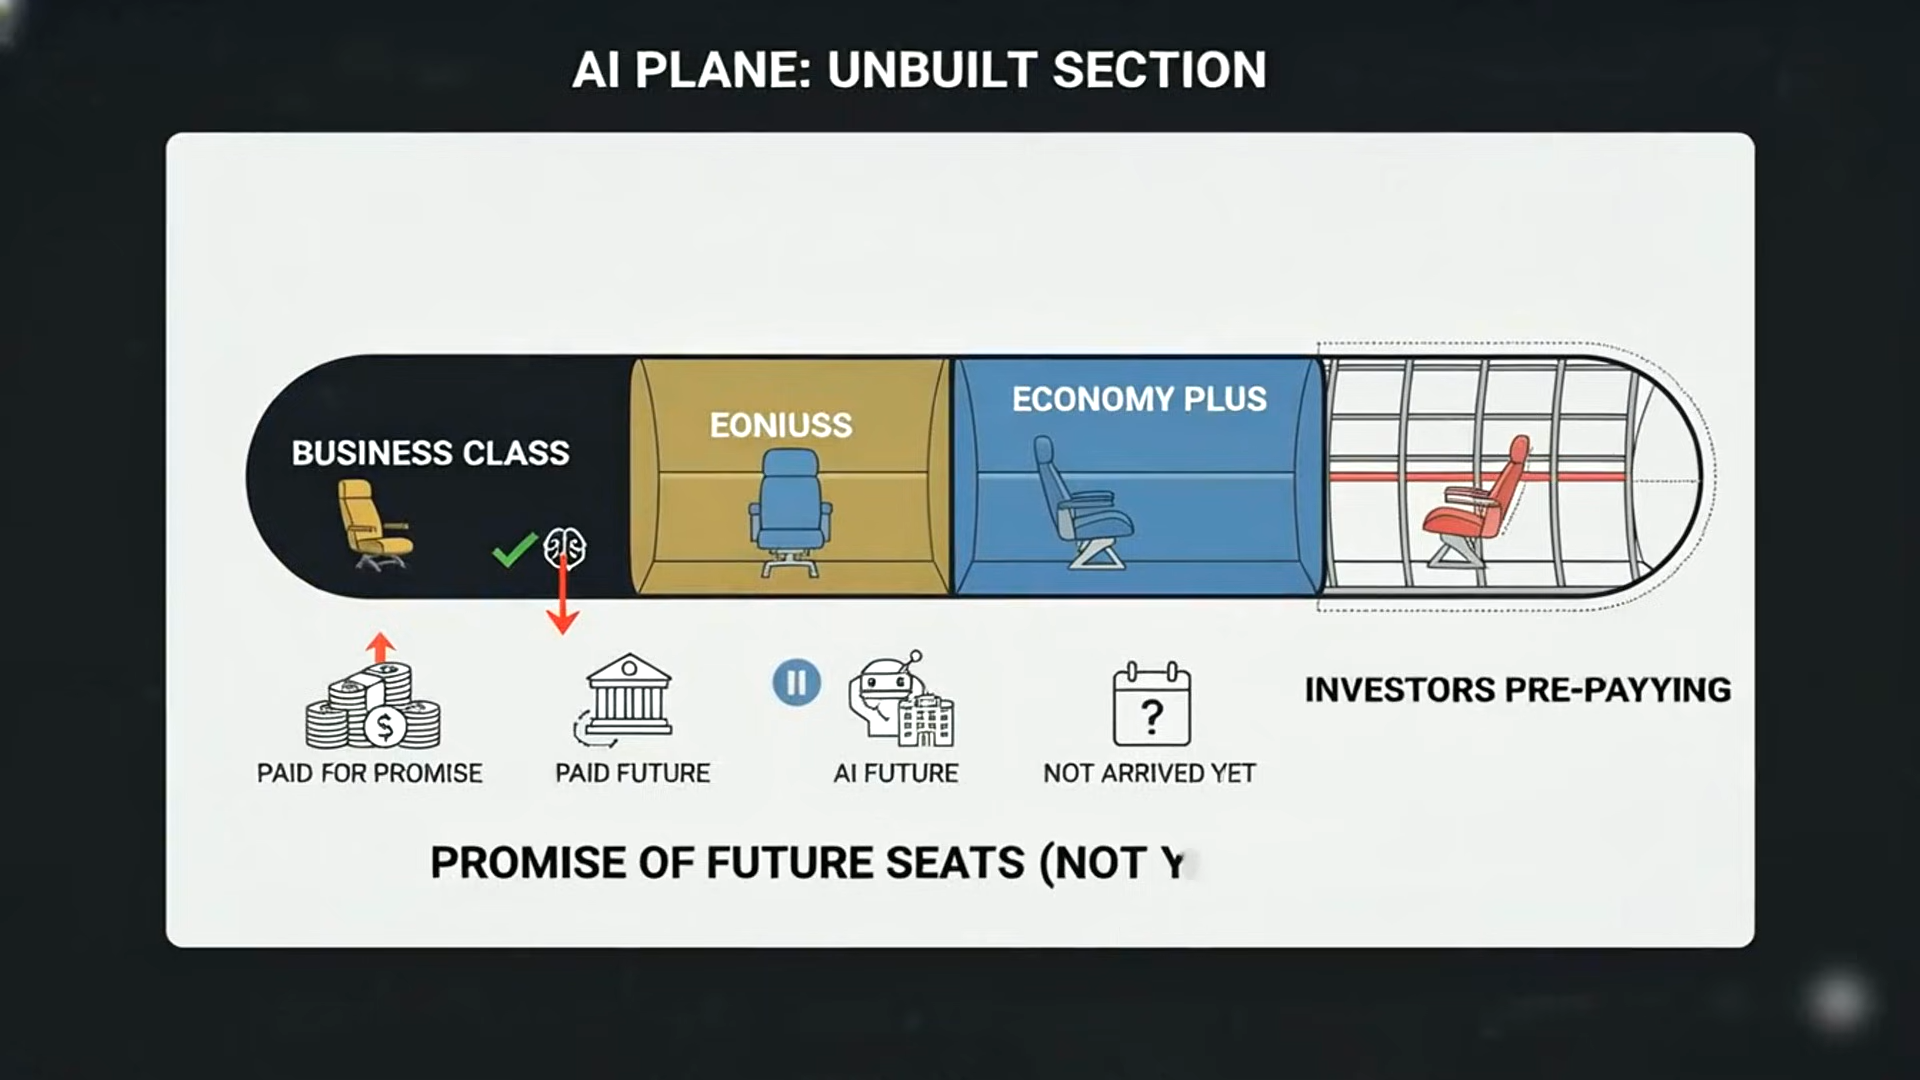 AI PLANE: UNBUILT SECTION
BUSINESS CLASS
EONIUSS
ECONOMY PLUS
$
?
PAID FOR PROMISE
PAID FUTURE
AI FUTURE
NOT ARRIVED YET
INVESTORS PRE-PAYYING
PROMISE OF FUTURE SEATS (NOT Y